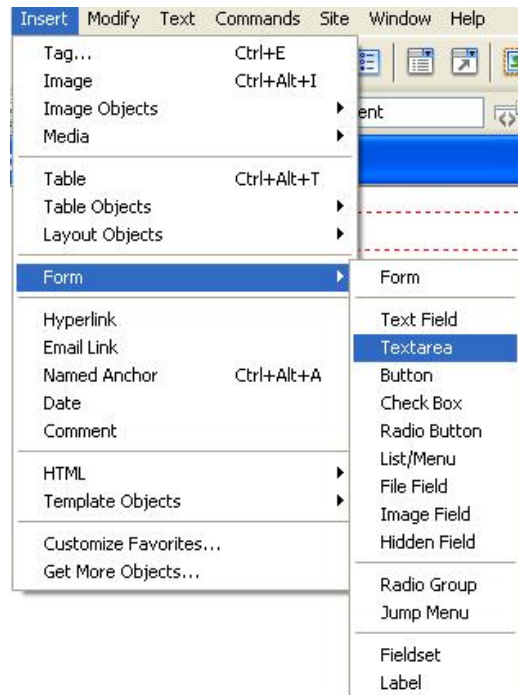 Insert Modify Text Commands Site Window Help
Tag... Ctrl+E
Image Ctrl+Alt+I
Image Objects
Media
Table Ctrl+Alt+T
Table Objects
Layout Objects
Form
Hyperlink
Email Link
Named Anchor Ctrl+Alt+A
Date
Comment
HTML
Template Objects
Customize Favorites...
Get More Objects...
ent
Form
Text Field
Textarea
Button
Check Box
Radio Button
List/Menu
File Field
Image Field
Hidden Field
Radio Group
Jump Menu
Fieldset
Label